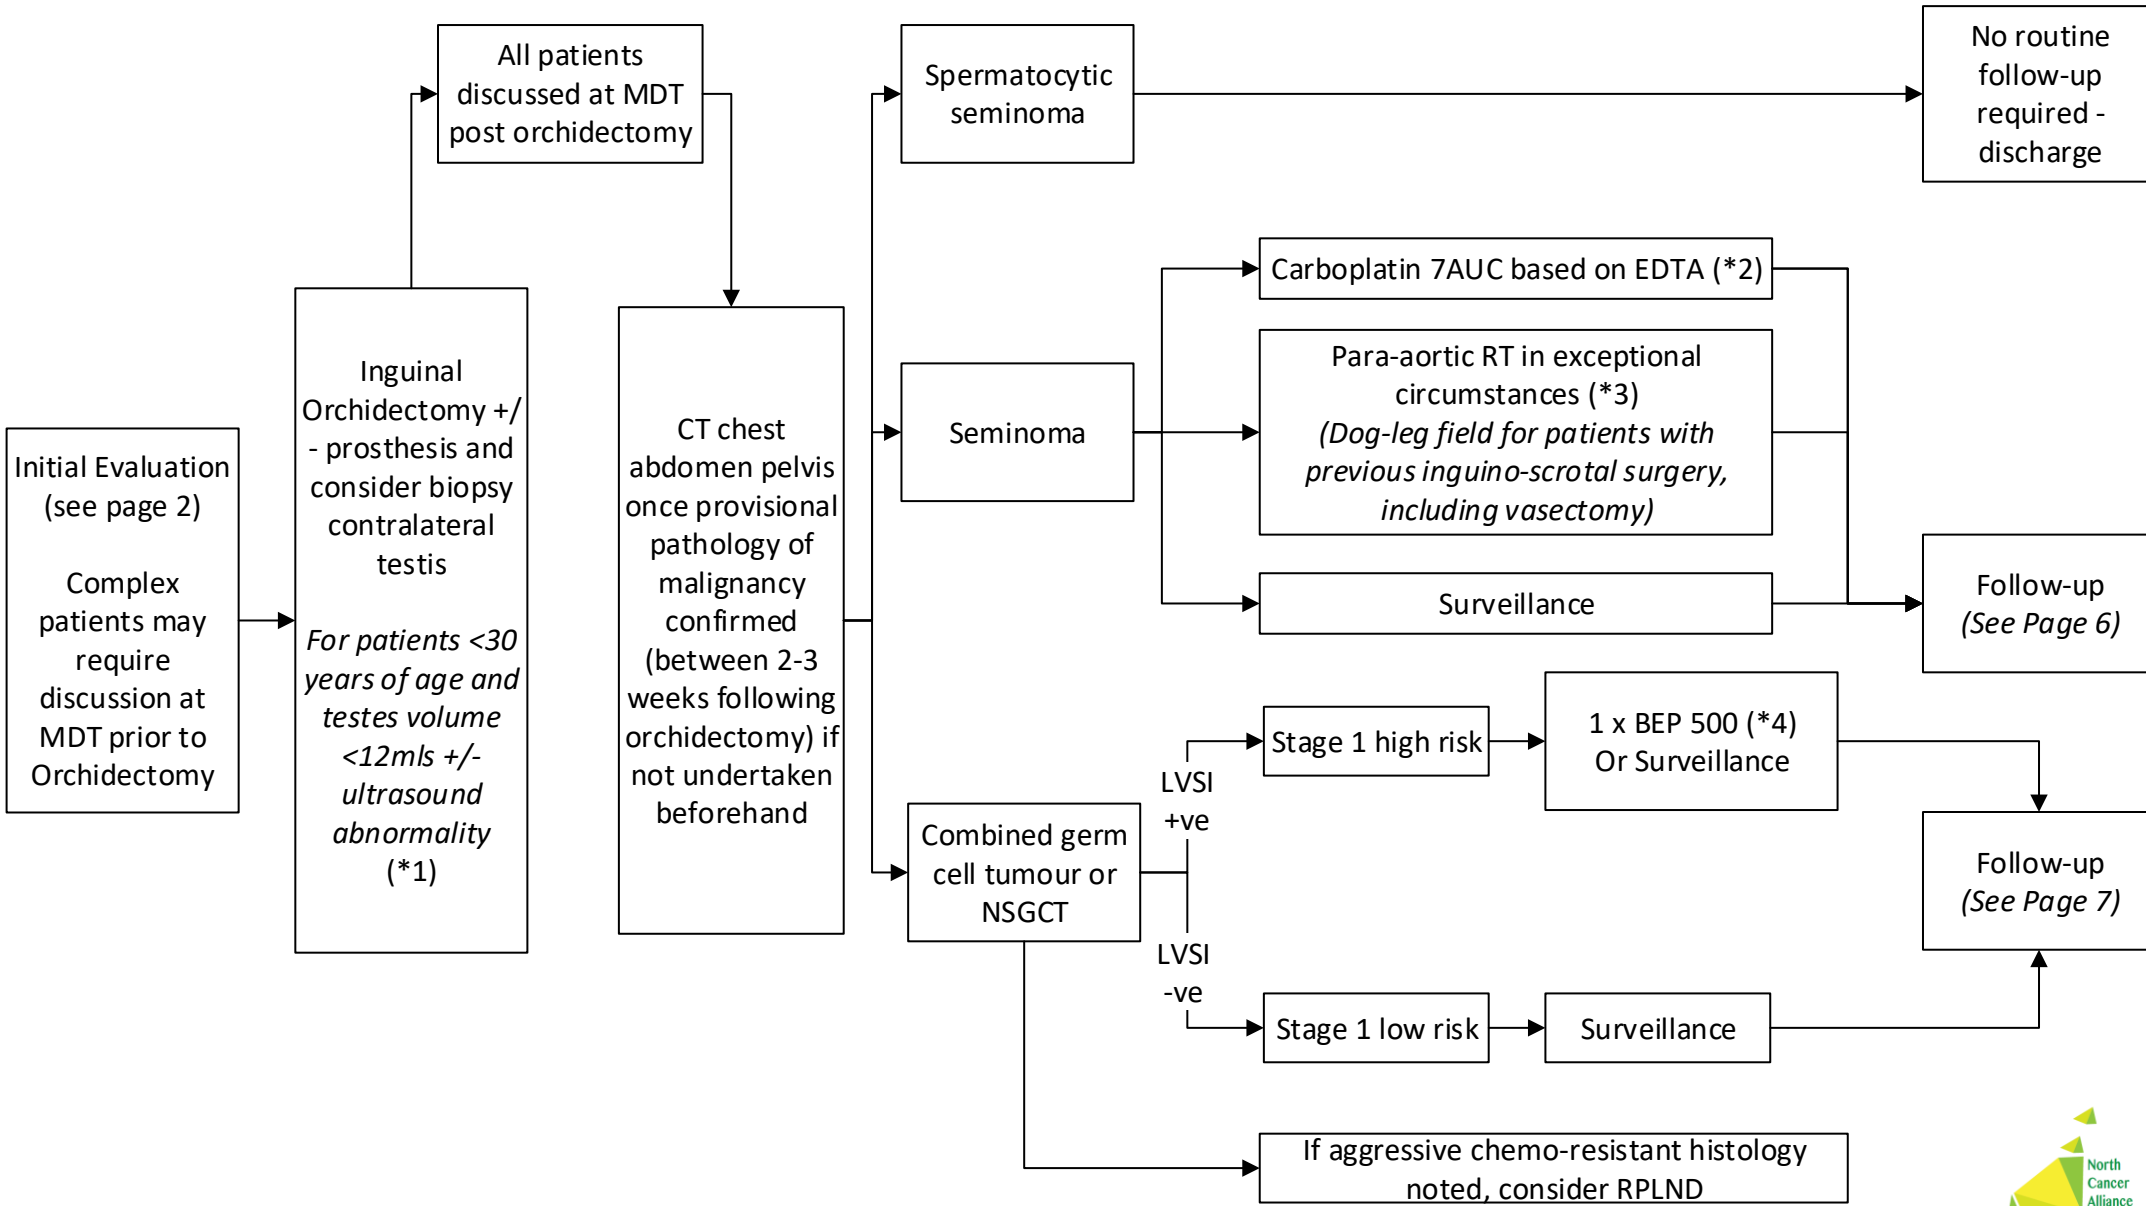 Initial Evaluation
(see page 2)
Complex
patients may
require
discussion at
MDT prior to
Orchidectomy
Inguinal
Orchidectomy +/
- prosthesis and
consider biopsy
contralateral
testis
For patients <30
years of age and
testes volume
<12mls +/-
ultrasound
abnormality
(*1)
All patients
discussed at MDT
post orchidectomy
CT chest
abdomen pelvis
once provisional
pathology of
malignancy
confirmed
(between 2-3
weeks following
orchidectomy) if
not undertaken
beforehand
Spermatocytic
seminoma
No routine
follow-up
required -
discharge
Seminoma
Carboplatin 7AUC based on EDTA (*2)
Para-aortic RT in exceptional
circumstances (*3)
(Dog-leg field for patients with
previous inguino-scrotal surgery,
including vasectomy)
Surveillance
Follow-up
(See Page 6)
Combined germ
cell tumour or
NSGCT
LVSI
+ve
Stage 1 high risk
1 x BEP 500 (*4)
Or Surveillance
LVSI
-ve
Stage 1 low risk
Surveillance
Follow-up
(See Page 7)
If aggressive chemo-resistant histology
noted, consider RPLND
North
Cancer
Alliance